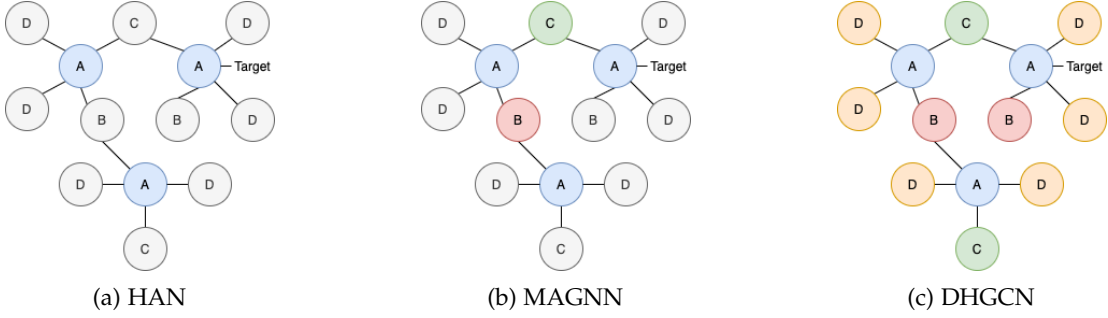 D C D
A A Target
D B B D
D A D
C
(a) HAN
D C D
A A Target
D B B D
D A D
C
(b) MAGNN
D C D
A A Target
D B B D
D A D
C
(c) DHGCN